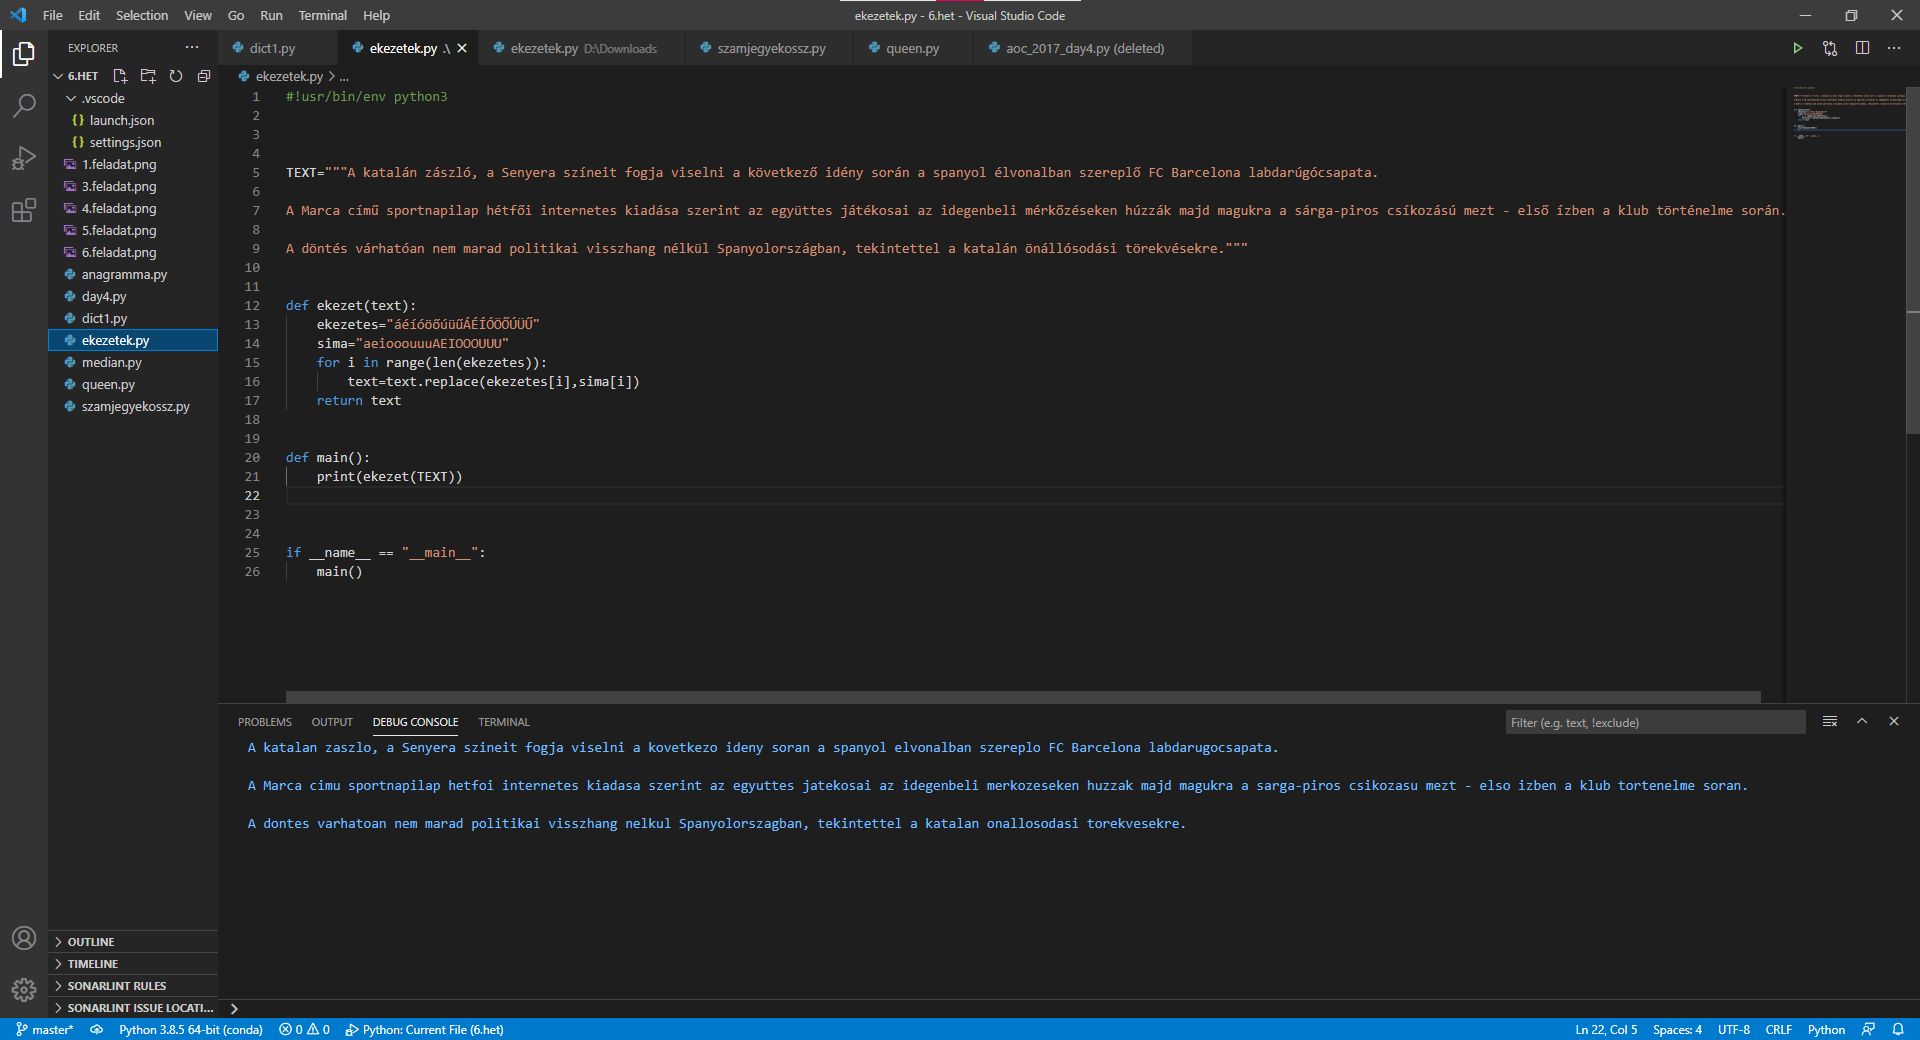 File Edit Selection View Go Run Terminal Help
ekezetek.py - 6.het - Visual Studio Code
EXPLORER
6.HET
.vscode
launch.json
settings.json
1.feladat.png
3.feladat.png
4.feladat.png
5.feladat.png
6.feladat.png
anagramma.py
day4.py
dict1.py
ekezetek.py
median.py
queen.py
szamjegyekossz.py
OUTLINE
TIMELINE
SONARLINT RULES
SONARLINT ISSUE LOCATI...
dict1.py ekezetek.py .\ ekezetek.py D:\Downloads szamjegyekossz.py queen.py aoc_2017_day4.py (deleted)
ekezetek.py > ...
1 #!usr/bin/env python3
2
3
4
5 TEXT="""A katalán zászló, a Senyera színeit fogja viselni a következő idény során a spanyol élvonalban szereplő FC Barcelona labdarúgócsapata.
6
7 A Marca című sportnapilap hétfői internetes kiadása szerint az együttes játékosai az idegenbeli mérkőzéseken húzzák majd magukra a sárga-piros csíkozású mezt - első ízben a klub történelme során.
8
9 A döntés várhatóan nem marad politikai visszhang nélkül Spanyolországban, tekintettel a katalán önállósodási törekvésekre."""
10
11
12 def ekezet(text):
13 ekezetes="áéíóöőúüűÁÉÍÓÖŐÚÜŰ"
14 sima="aeiooouuuAEIOOOUUU"
15 for i in range(len(ekezetes)):
16 text=text.replace(ekezetes[i],sima[i])
17 return text
18
19
20 def main():
21 print(ekezet(TEXT))
22
23
24
25 if __name__ == "__main__":
26 main()
PROBLEMS OUTPUT DEBUG CONSOLE TERMINAL
Filter (e.g. text, !exclude)
A katalan zaszlo, a Senyera szineit fogja viselni a kovetkezo ideny soran a spanyol elvonalban szereplo FC Barcelona labdarugocsapata.
A Marca cimu sportnapilap hetfoi internetes kiadasa szerint az egyuttes jatekosai az idegenbeli merkozeseken huzzak majd magukra a sarga-piros csikozasu mezt - elso izben a klub tortenelme soran.
A dontes varhatoan nem marad politikai visszhang nelkul Spanyolorszagban, tekintettel a katalan onallosodasi torekvesekre.
master* Python 3.8.5 64-bit (conda) 0 0 Python: Current File (6.het)
Ln 22, Col 5 Spaces: 4 UTF-8 CRLF Python